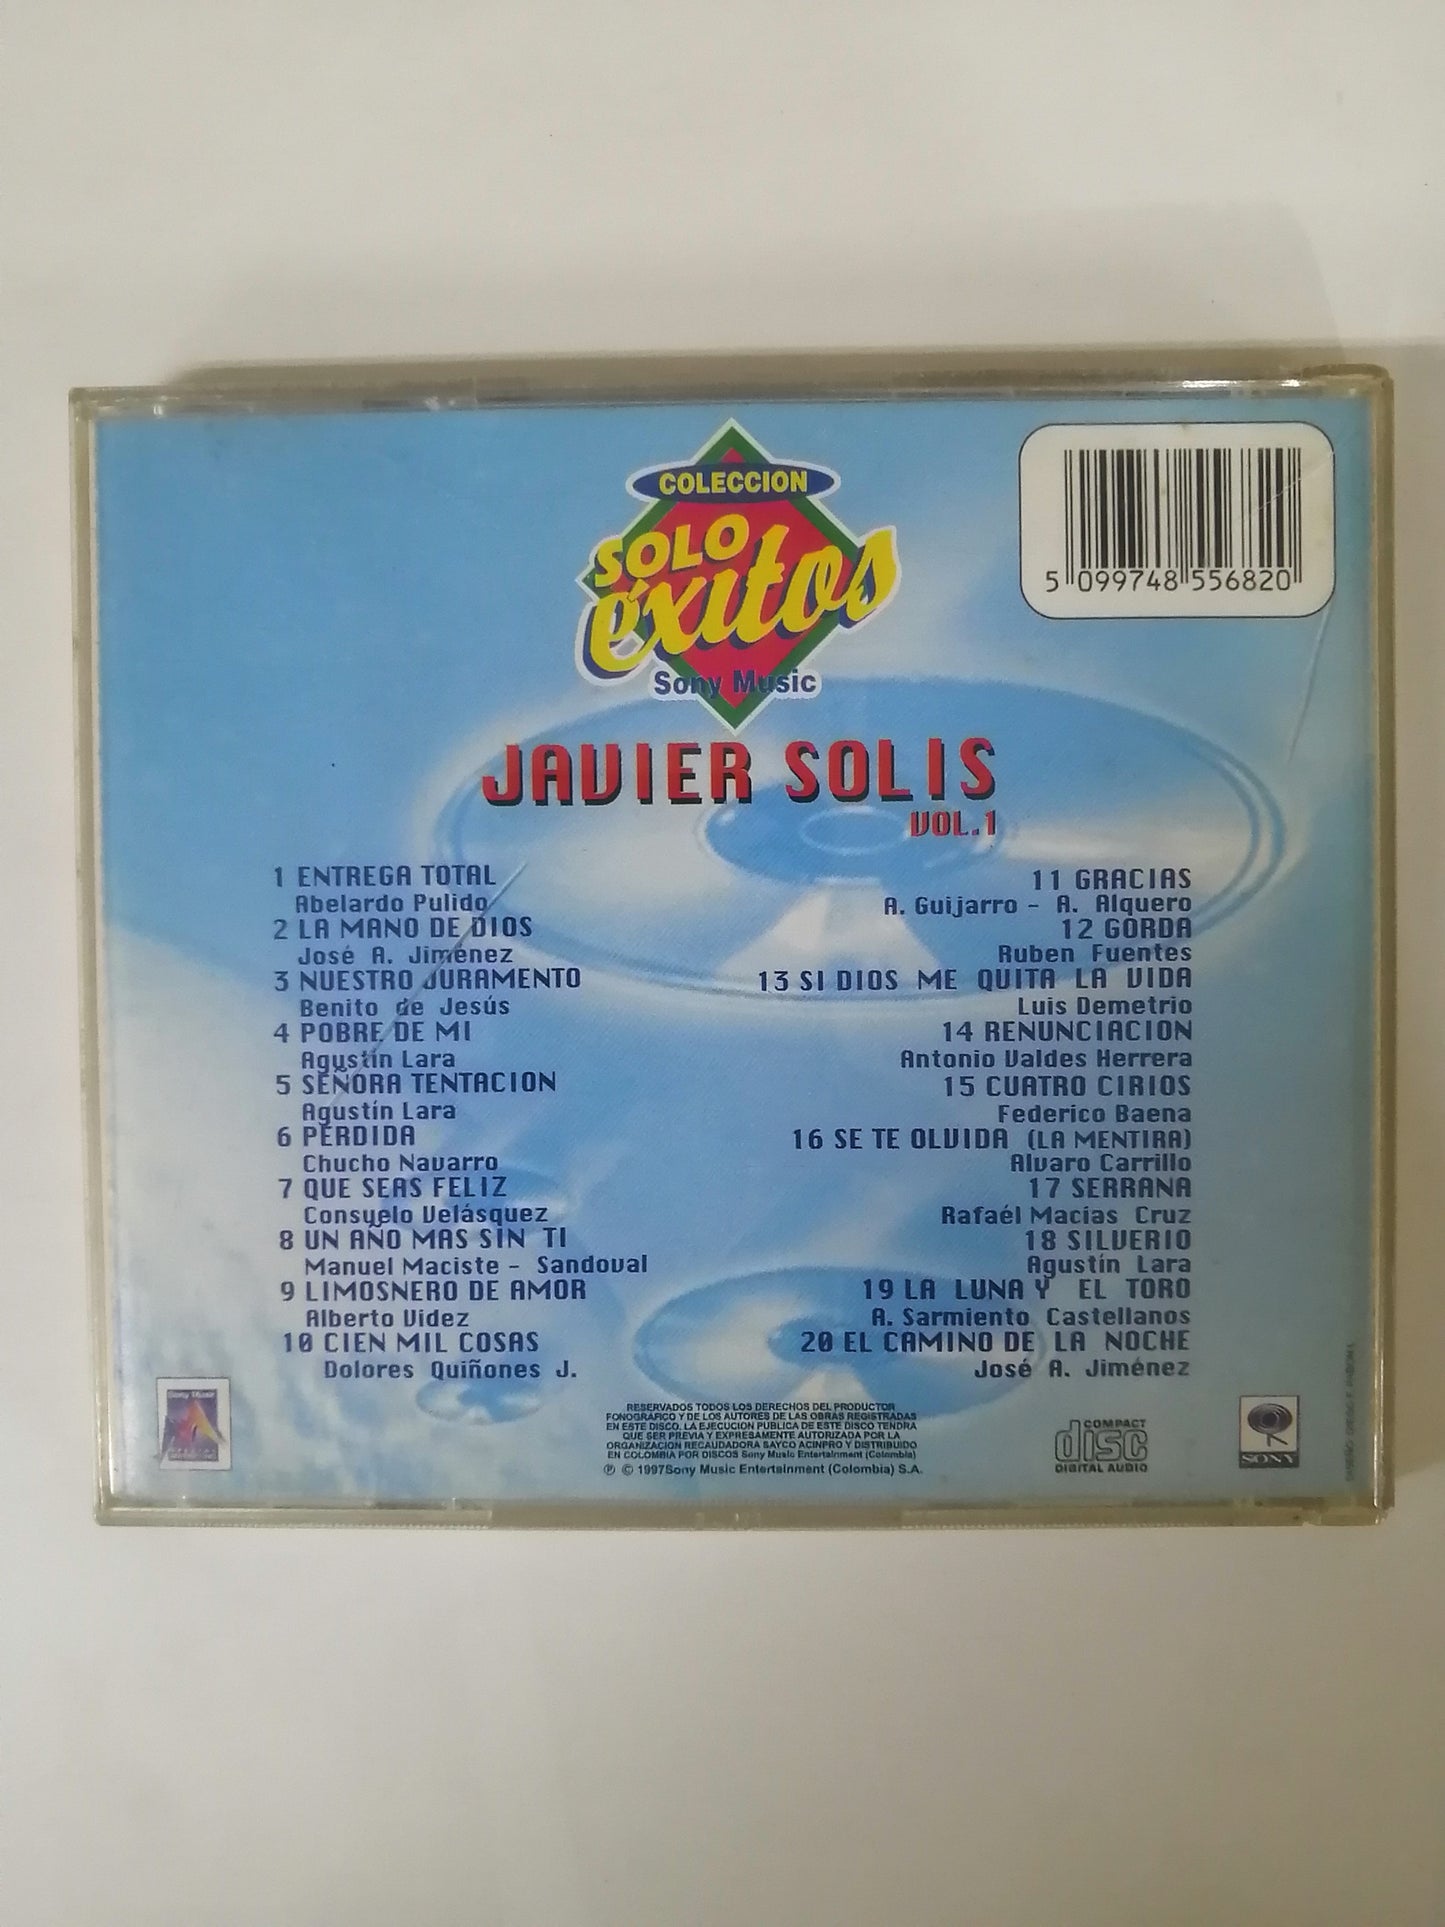 COLECCION
SOLO
éxitos
Sony Music
5 099748 556820
JAVIER SOLIS
VOL.1
1 ENTREGA TOTAL
Abelardo Pulido
2 LA MANO DE DIOS
José A. Jiménez
3 NUESTRO JURAMENTO
Benito de Jesús
4 POBRE DE MI
Agustín Lara
5 SEÑORA TENTACION
Agustín Lara
6 PERDIDA
Chucho Navarro
7 QUE SEAS FELIZ
Consuelo Velásquez
8 UN AÑO MAS SIN TI
Manuel Maciste - Sandoval
9 LIMOSNERO DE AMOR
Alberto Videz
10 CIEN MIL COSAS
Dolores Quiñones J.
11 GRACIAS
A. Guijarro - A. Alquero
12 GORDA
Ruben Fuentes
13 SI DIOS ME QUITA LA VIDA
Luis Demetrio
14 RENUNCIACION
Antonio Valdes Herrera
15 CUATRO CIRIOS
Federico Baena
16 SE TE OLVIDA (LA MENTIRA)
Alvaro Carrillo
17 SERRANA
Rafaél Macías Cruz
18 SILVERIO
Agustín Lara
19 LA LUNA Y EL TORO
A. Sarmiento Castellanos
20 EL CAMINO DE LA NOCHE
José A. Jiménez
Sony Music
RESERVADOS TODOS LOS DERECHOS DEL PRODUCTOR
FONOGRAFICO Y DE LOS AUTORES DE LAS OBRAS REGISTRADAS
EN ESTE DISCO. LA EJECUCION PUBLICA DE ESTE DISCO TENDRA
QUE SER PREVIA Y EXPRESAMENTE AUTORIZADA POR LA
ORGANIZACION RECAUDADORA SAYCO ACINPRO Y DISTRIBUIDO
EN COLOMBIA POR DISCOS Sony Music Entertainment (Colombia)
℗ © 1997Sony Music Entertainment (Colombia) S.A.
COMPACT
disc
DIGITAL AUDIO
SONY